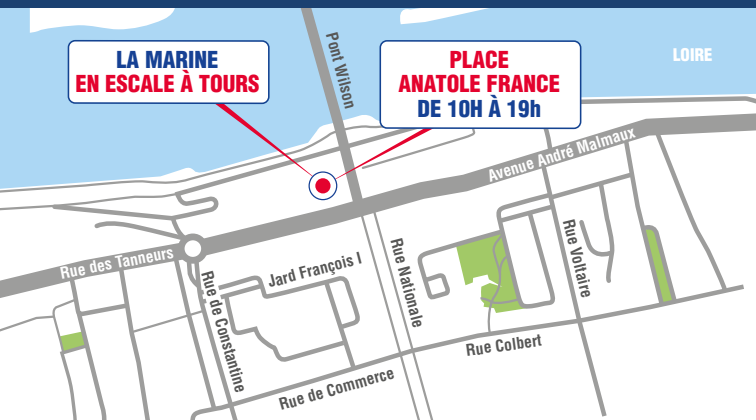 LA MARINE
EN ESCALE À TOURS
Pont Wilson
PLACE
ANATOLE FRANCE
DE 10H À 19h
LOIRE
Avenue André Malmaux
Rue des Tanneurs
Rue de Constantine
Jard François I
Rue Nationale
Rue Voltaire
Rue Colbert
Rue de Commerce